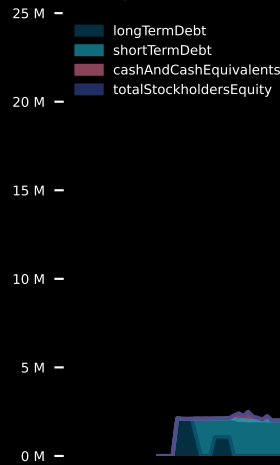 25 M
longTermDebt
shortTermDebt
cashAndCashEquivalents
totalStockholdersEquity
20 M
15 M
10 M
5 M
0 M